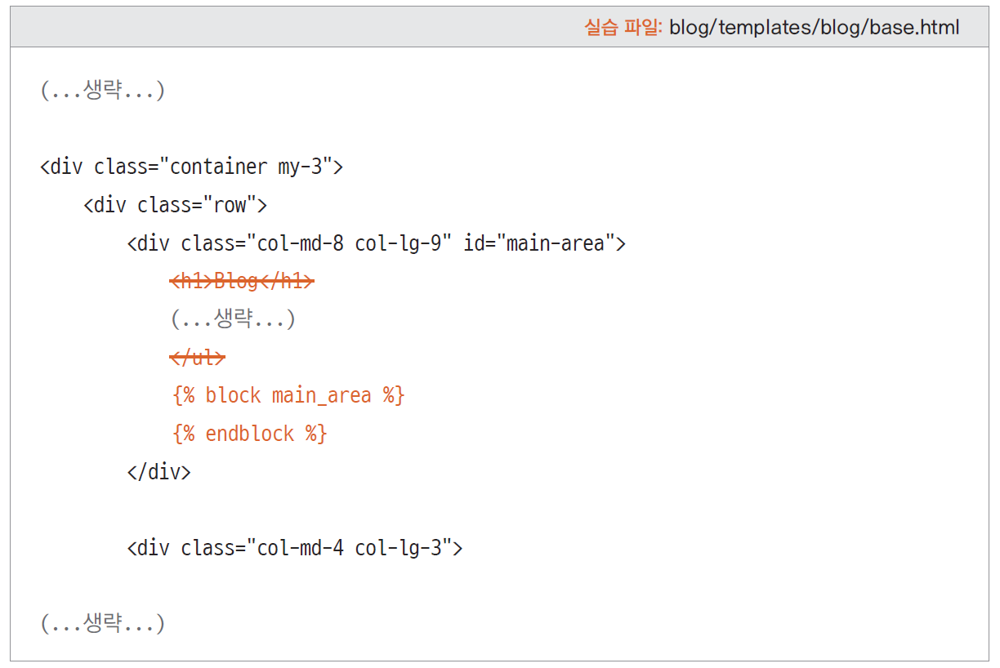 실습 파일: blog/templates/blog/base.html
(...생략...)
<div class="container my-3">
<div class="row">
<div class="col-md-8 col-lg-9" id="main-area">
<h1>Blog</h1>
(...생략...)
</ul>
{% block main_area %}
{% endblock %}
</div>
<div class="col-md-4 col-lg-3">
(...생략...)